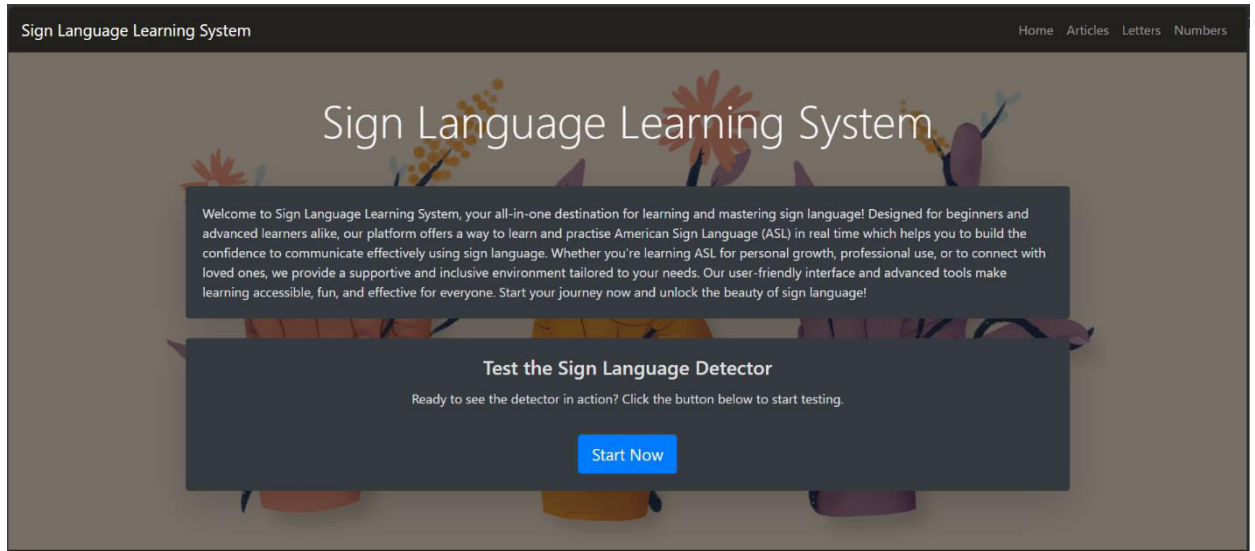 Sign Language Learning System
Home Articles Letters Numbers
Sign Language Learning System
Welcome to Sign Language Learning System, your all-in-one destination for learning and mastering sign language! Designed for beginners and
advanced learners alike, our platform offers a way to learn and practise American Sign Language (ASL) in real time which helps you to build the
confidence to communicate effectively using sign language. Whether you're learning ASL for personal growth, professional use, or to connect with
loved ones, we provide a supportive and inclusive environment tailored to your needs. Our user-friendly interface and advanced tools make
learning accessible, fun, and effective for everyone. Start your journey now and unlock the beauty of sign language!
Test the Sign Language Detector
Ready to see the detector in action? Click the button below to start testing.
Start Now